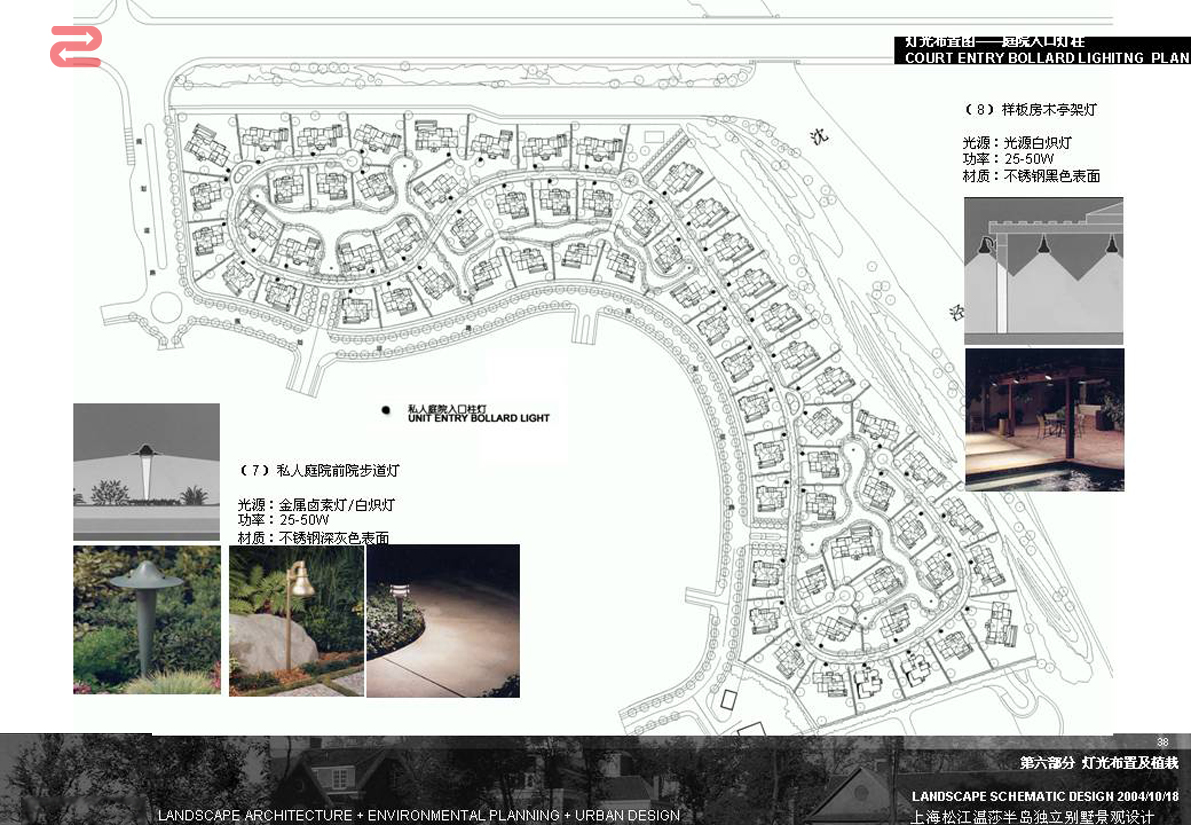 灯光布置图——庭院入口灯柱
COURT ENTRY BOLLARD LIGHITNG PLAN
（8）样板房木亭架灯
光源：光源白炽灯
功率：25-50W
材质：不锈钢黑色表面
沈
泾
私人庭院入口柱灯
UNIT ENTRY BOLLARD LIGHT
（7）私人庭院前院步道灯
光源：金属卤素灯/白炽灯
功率：25-50W
材质：不锈钢深灰色表面
38
第六部分 灯光布置及植栽
LANDSCAPE SCHEMATIC DESIGN 2004/10/18
LANDSCAPE ARCHITECTURE + ENVIRONMENTAL PLANNING + URBAN DESIGN
上海松江温莎半岛独立别墅景观设计